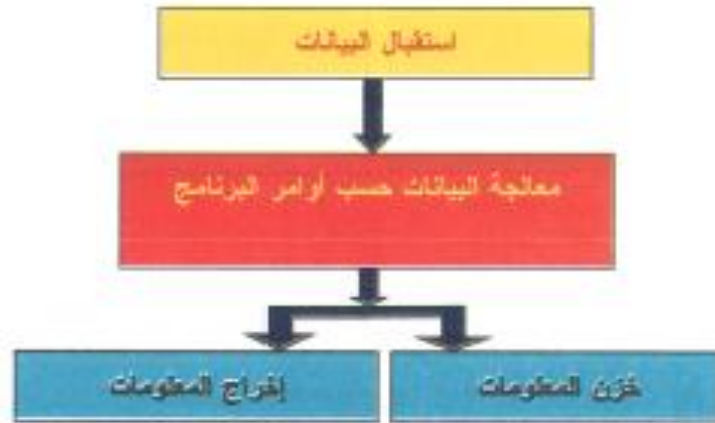 استقبال البيانات
معالجة البيانات حسب أوامر البرنامج
خزن المعلومات
إخراج المعلومات